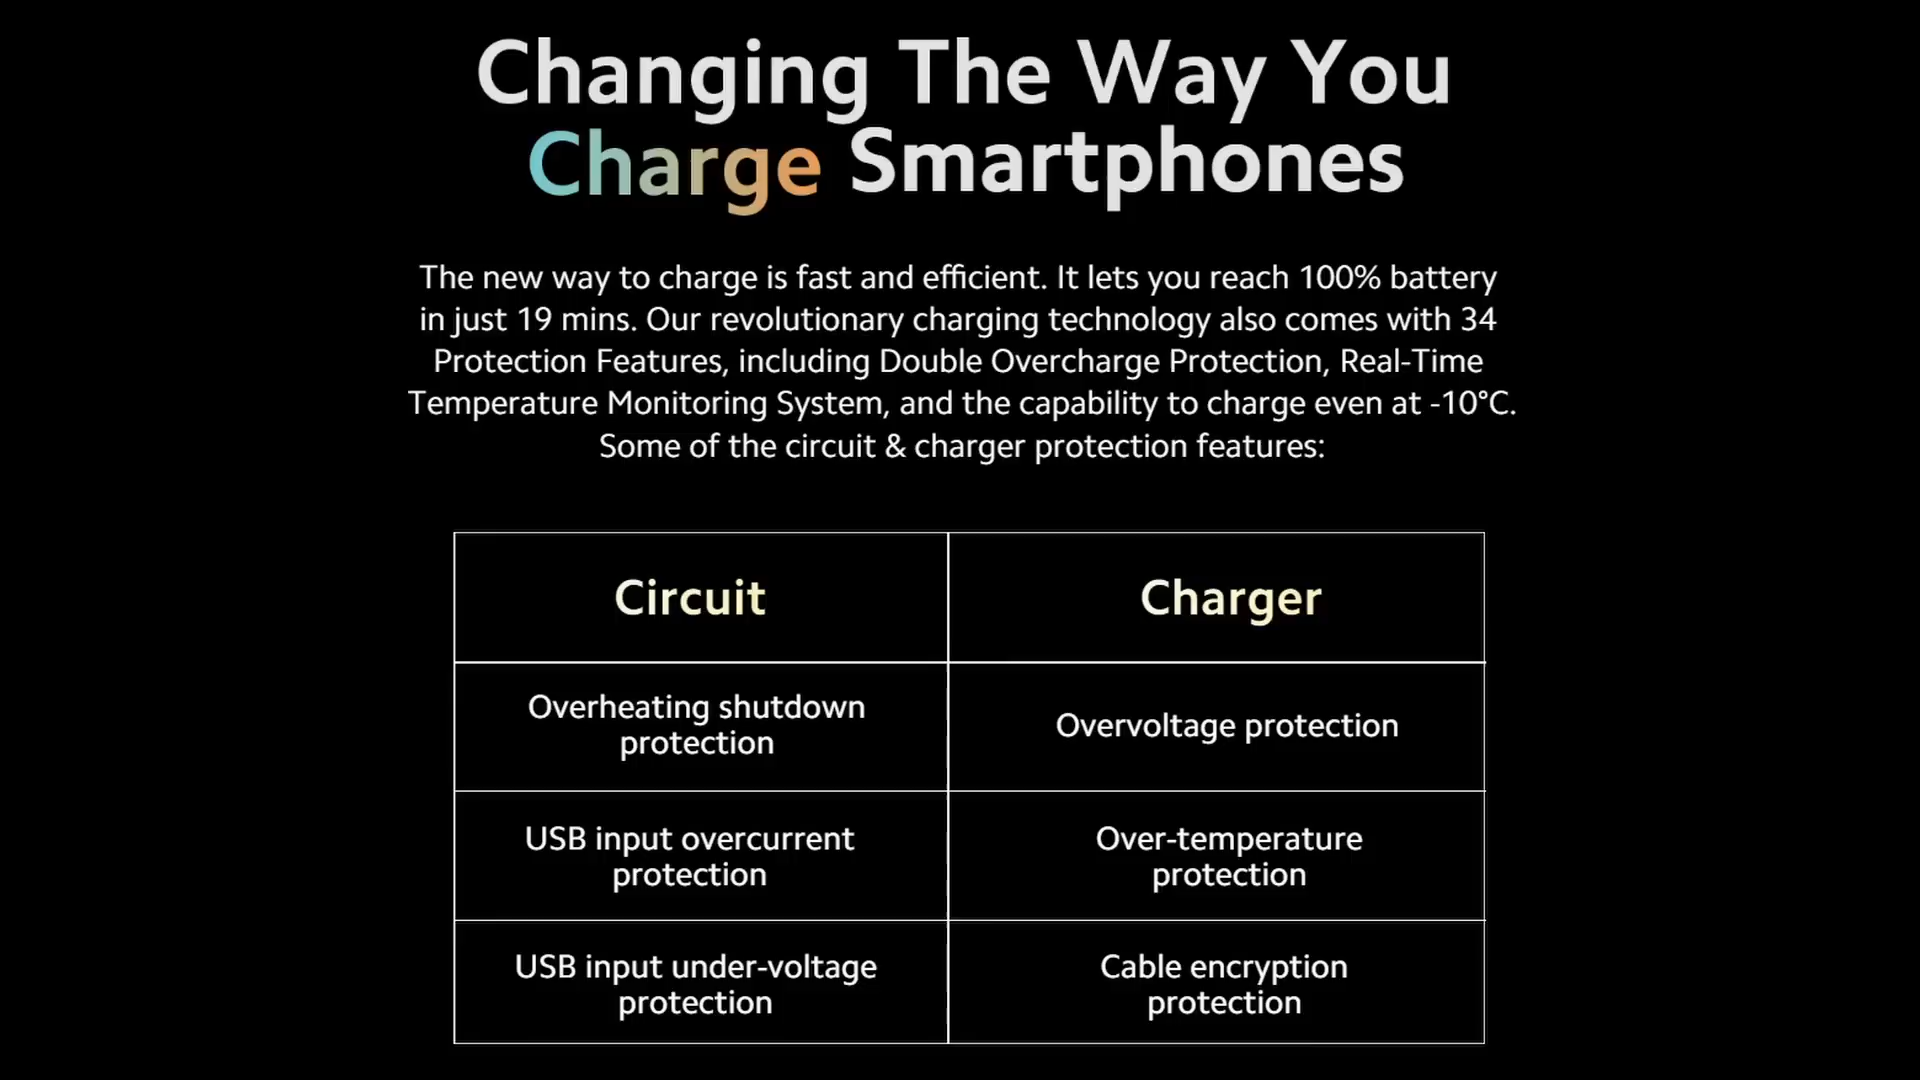 Changing The Way You
Charge Smartphones
The new way to charge is fast and efficient. It lets you reach 100% battery
in just 19 mins. Our revolutionary charging technology also comes with 34
Protection Features, including Double Overcharge Protection, Real-Time
Temperature Monitoring System, and the capability to charge even at -10°C.
Some of the circuit & charger protection features:
Circuit
Charger
Overheating shutdown
protection
Overvoltage protection
USB input overcurrent
protection
Over-temperature
protection
USB input under-voltage
protection
Cable encryption
protection